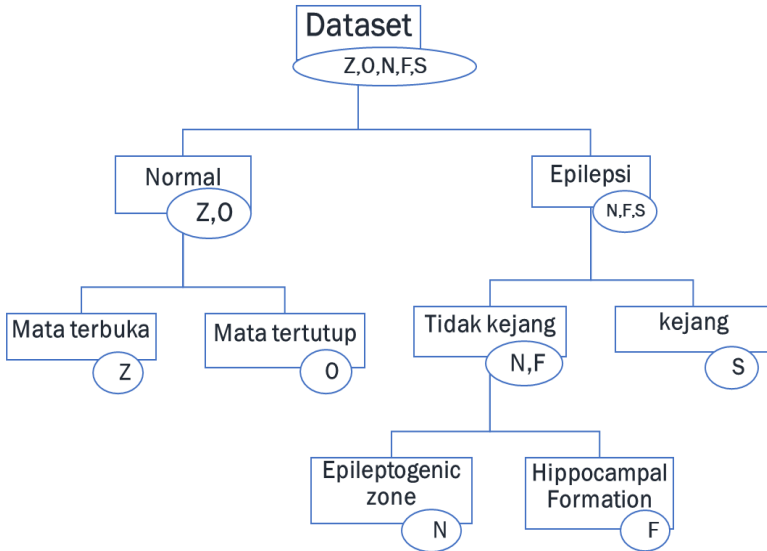 Dataset
Z,O,N,F,S
Normal
Z,O
Epilepsi
N,F,S
Mata terbuka
Z
Mata tertutup
O
Tidak kejang
N,F
kejang
S
Epileptogenic
zone
N
Hippocampal
Formation
F